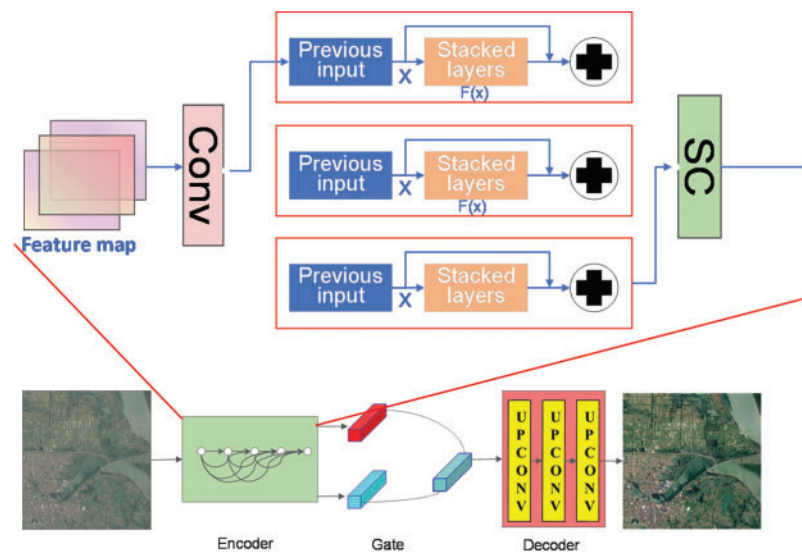 Previous
input
X
Stacked
layers
F(x)
Conv
Feature map
Previous
input
X
Stacked
layers
F(x)
SC
Previous
input
X
Stacked
layers
UPCONV
UPCONV
UPCONV
Encoder
Gate
Decoder